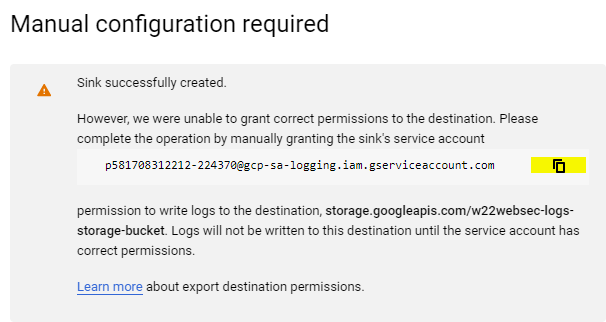 Manual configuration required
Sink successfully created.
However, we were unable to grant correct permissions to the destination. Please
complete the operation by manually granting the sink's service account
p581708312212-224370@gcp-sa-logging.iam.gserviceaccount.com
permission to write logs to the destination, storage.googleapis.com/w22websec-logs-
storage-bucket. Logs will not be written to this destination until the service account has
correct permissions.
Learn more about export destination permissions.